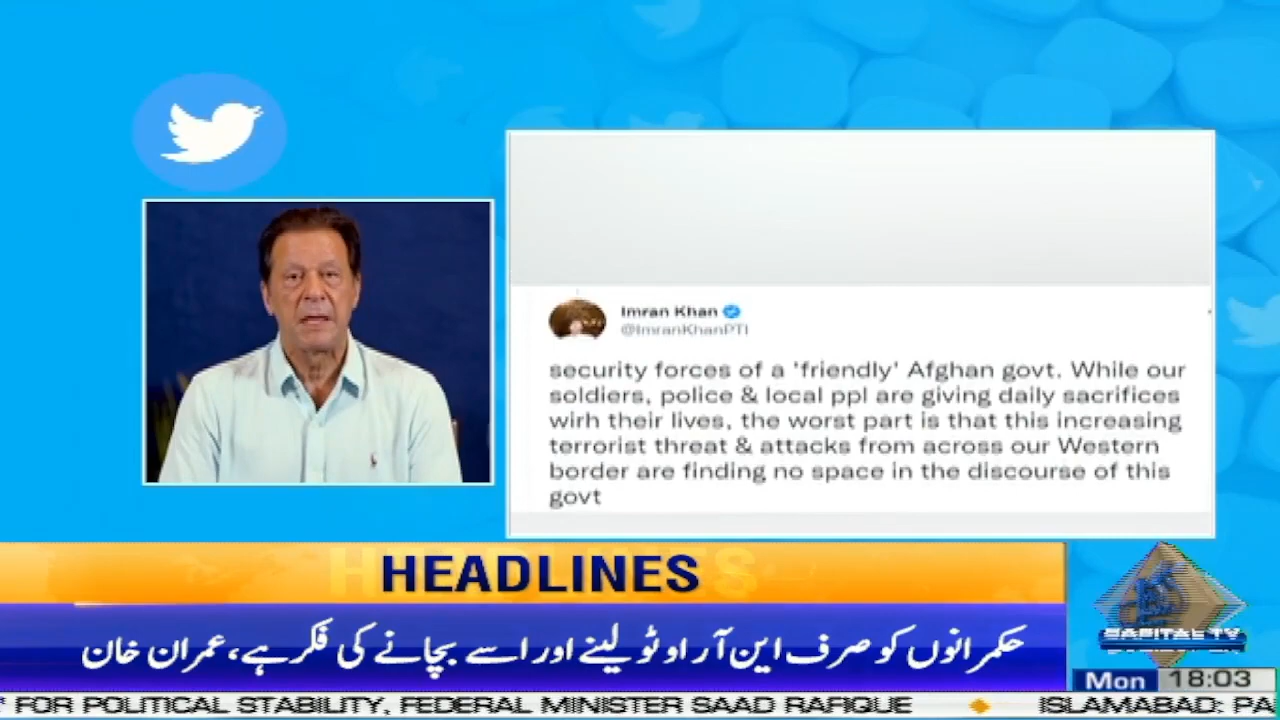 Imran Khan
@ImranKhanPTI
security forces of a 'friendly' Afghan govt. While our
soldiers, police & local ppl are giving daily sacrifices
wirh their lives, the worst part is that this increasing
terrorist threat & attacks from across our Western
border are finding no space in the discourse of this
govt
HEADLINES
حکمرانوں کو صرف این آر او ٹو لینے اور اسے بچانے کی فکر ہے، عمران خان
CAPITAL TV
Mon 18:03
FOR POLITICAL STABILITY, FEDERAL MINISTER SAAD RAFIQUE ISLAMABAD: PA